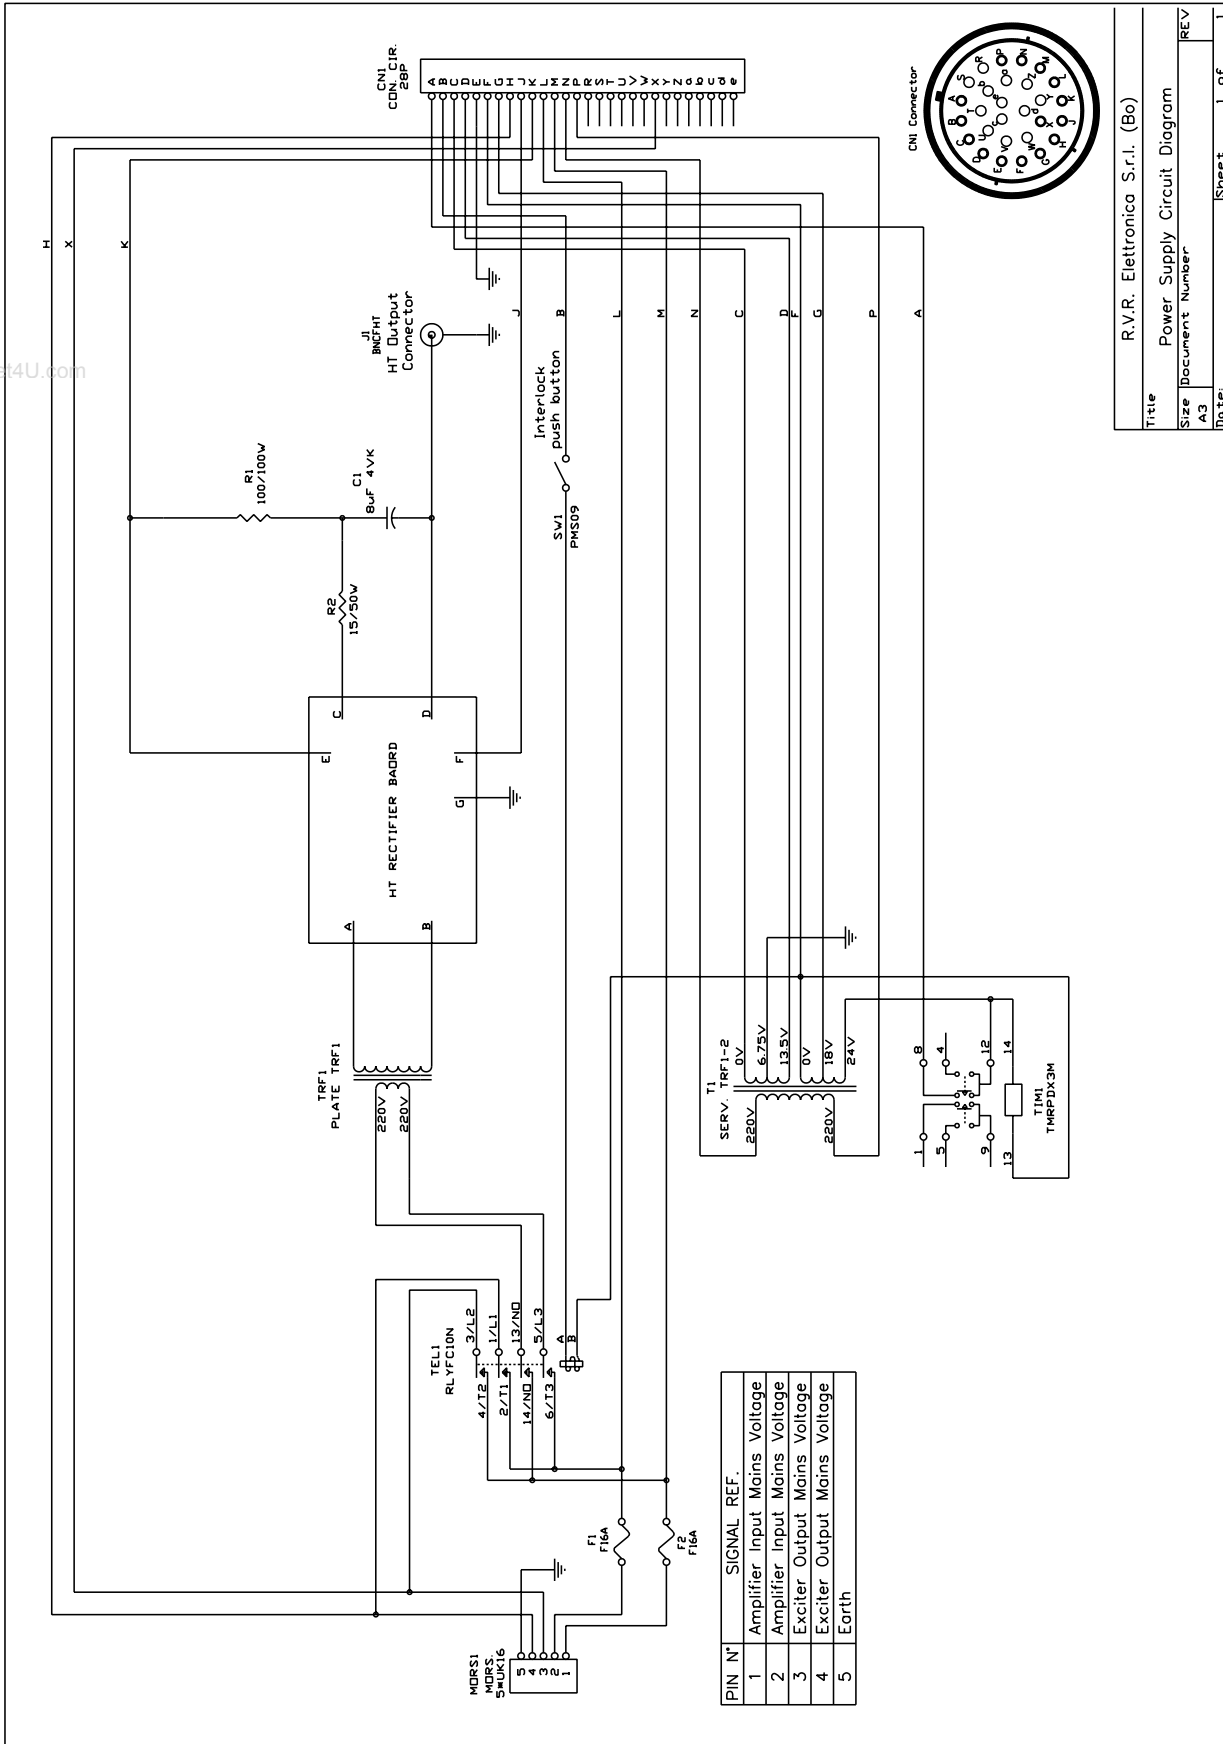 CN1
CON. CIR.
28P
A
B
C
D
E
F
G
H
J
K
L
M
N
P
R
S
T
U
V
W
X
Y
Z
a
b
c
d
e
CN1 Connector
A
B
C
D
E
F
G
H
J
K
L
M
N
P
R
S
T
U
V
W
X
Y
Z
a
b
c
d
e
R.V.R. Elettronica S.r.l. (Bo)
Title
Power Supply Circuit Diagram
Size
Document Number
REV
A3
Date:
Sheet 1 of 1
H
X
K
J
B
L
M
N
C
D
F
G
P
A
J1
BNCFHT
HT Output
Connector
Interlock
push button
SW1
PMS09
R1
100/100W
C1
8uF 4VK
R2
15/50W
C
D
E
F
G
HT RECTIFIER BAORD
A
B
TRF1
PLATE TRF1
220V
220V
T1
SERV. TRF1-2
0V
6.75V
13.5V
0V
18V
24V
220V
220V
8
4
12
14
1
5
9
13
TIM1
TMRPDX3M
TEL1
RLYFC10N
3/L2
1/L1
13/NO
5/L3
A
B
4/T2
2/T1
14/NO
6/T3
F1
F16A
F2
F16A
MORS1
MORS.
5*UK16
5
4
3
2
1
PIN N° SIGNAL REF.
1 Amplifier Input Mains Voltage
2 Amplifier Input Mains Voltage
3 Exciter Output Mains Voltage
4 Exciter Output Mains Voltage
5 Earth
t4U.com